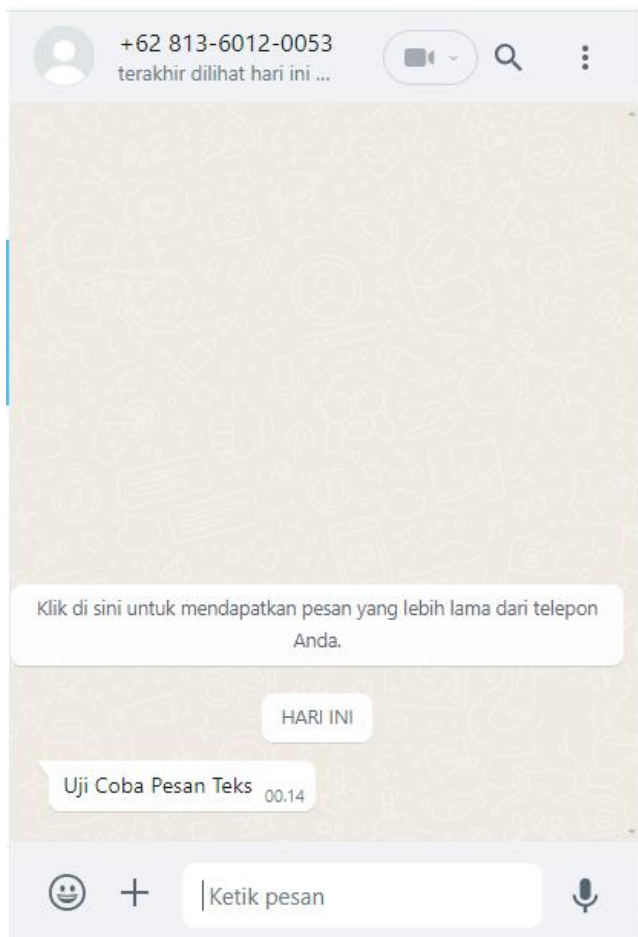 +62 813-6012-0053
terakhir dilihat hari ini ...
Klik di sini untuk mendapatkan pesan yang lebih lama dari telepon
Anda.
HARI INI
Uji Coba Pesan Teks 00.14
Ketik pesan